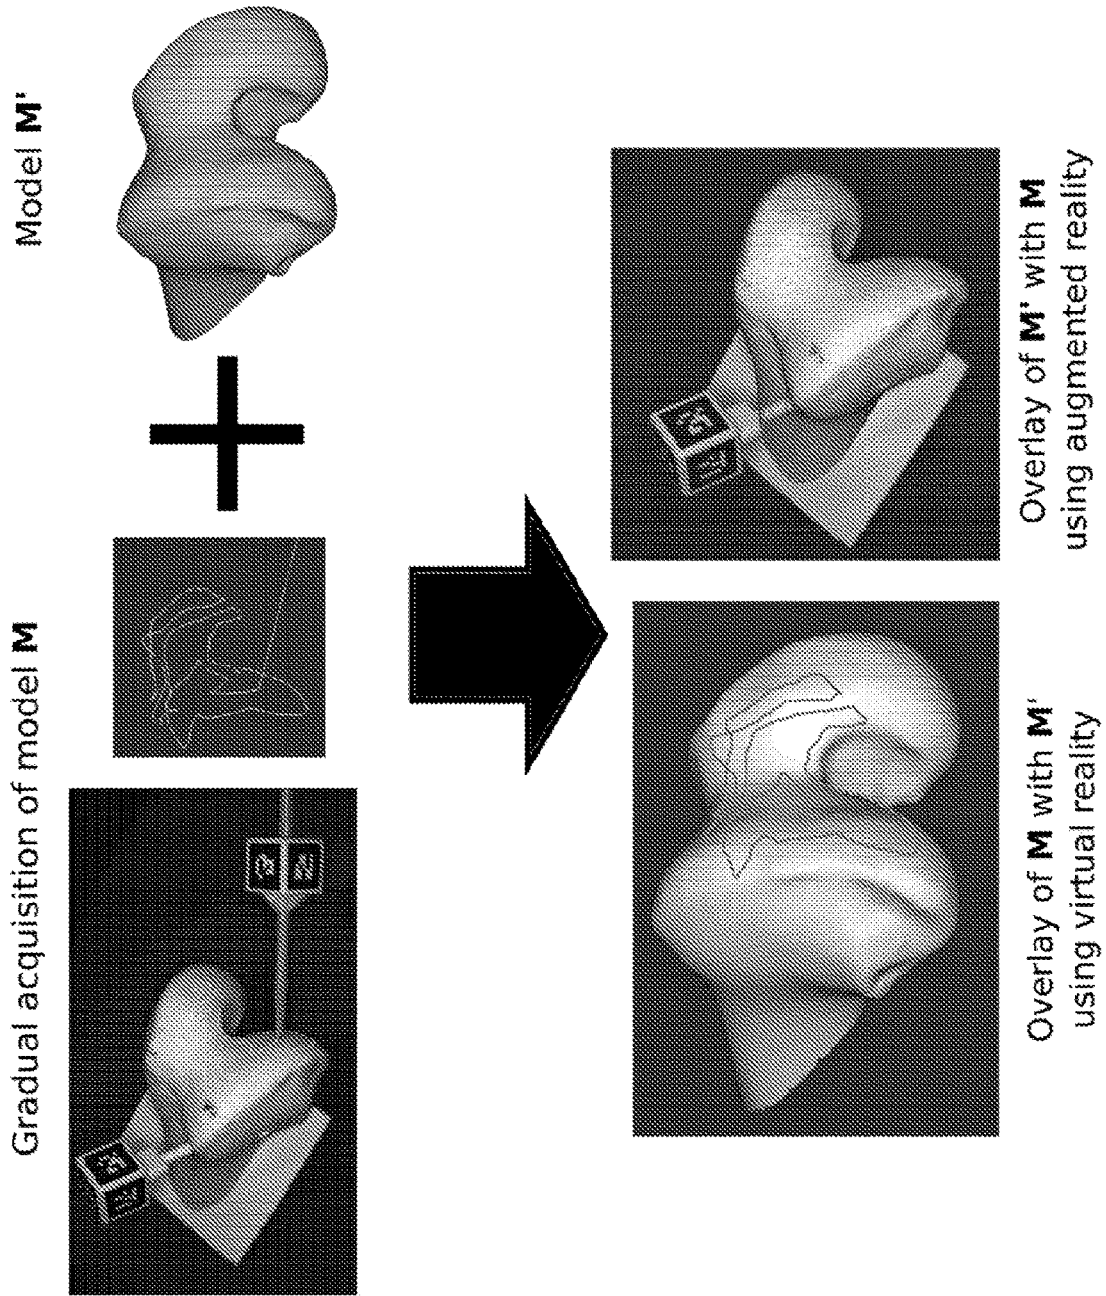 Gradual acquisition of model M
Model M'
Overlay of M with M'
using virtual reality
Overlay of M' with M
using augmented reality